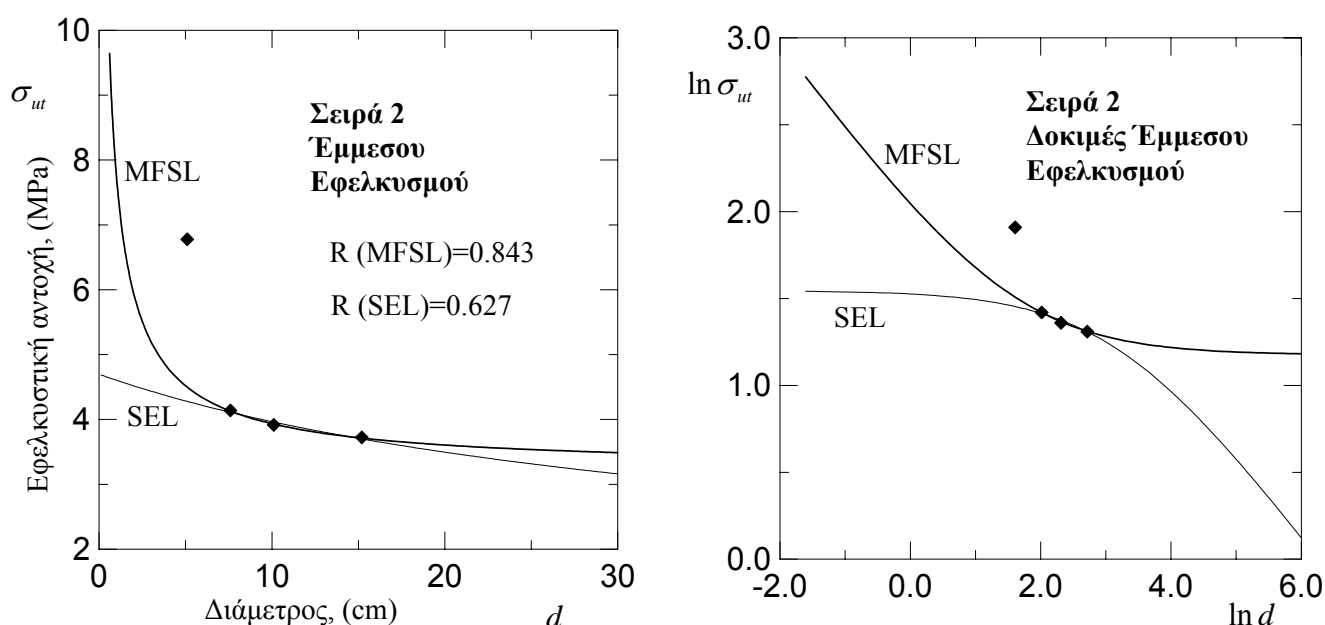 10
8
6
4
2
σut
Εφελκυστική αντοχή, (MPa)
MFSL
SEL
Σειρά 2
Έμμεσου
Εφελκυσμού
R (MFSL)=0.843
R (SEL)=0.627
0
10
20
30
Διάμετρος, (cm)
d
3.0
2.0
1.0
0.0
ln σut
MFSL
SEL
Σειρά 2
Δοκιμές Έμμεσου
Εφελκυσμού
-2.0
0.0
2.0
4.0
6.0
ln d